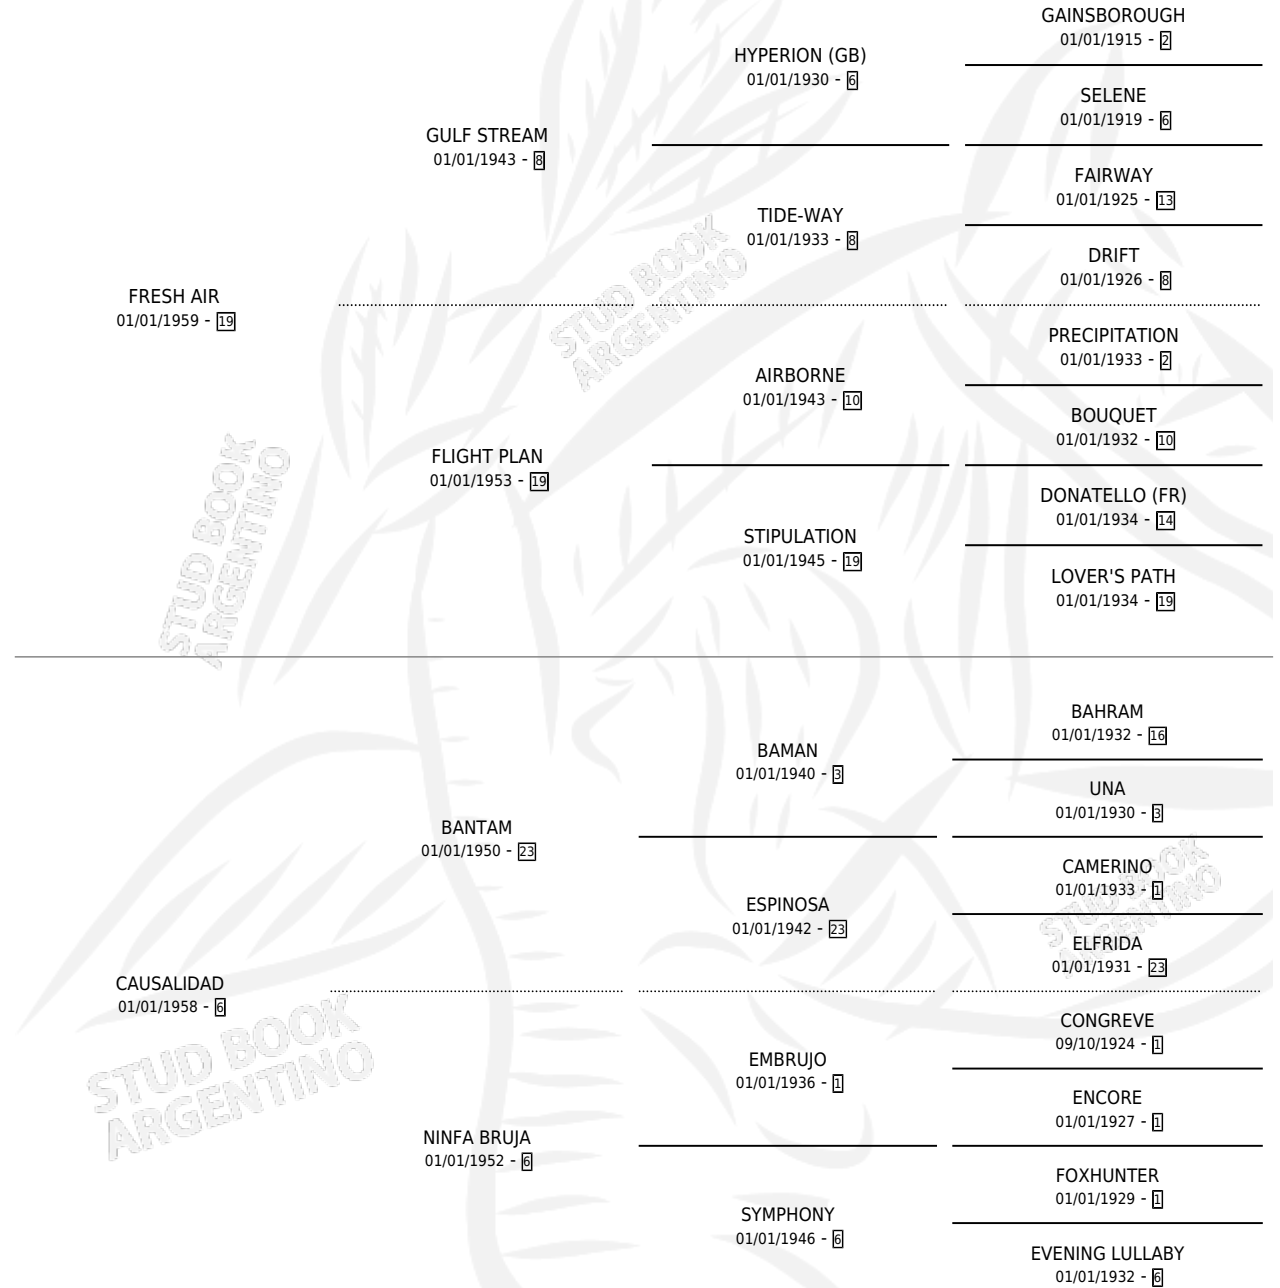 GAINSBOROUGH
01/01/1915 - 2
HYPERION (GB)
01/01/1930 - 6
SELENE
01/01/1919 - 6
GULF STREAM
01/01/1943 - 8
FAIRWAY
01/01/1925 - 13
TIDE-WAY
01/01/1933 - 8
DRIFT
01/01/1926 - 8
FRESH AIR
01/01/1959 - 19
PRECIPITATION
01/01/1933 - 2
AIRBORNE
01/01/1943 - 10
BOUQUET
01/01/1932 - 10
FLIGHT PLAN
01/01/1953 - 19
DONATELLO (FR)
01/01/1934 - 14
STIPULATION
01/01/1945 - 19
LOVER'S PATH
01/01/1934 - 19
STUD BOOK
ARGENTINO
STUD BOOK
ARGENTINO
BAHRAM
01/01/1932 - 16
BAMAN
01/01/1940 - 3
UNA
01/01/1930 - 3
BANTAM
01/01/1950 - 23
CAMERINO
01/01/1933 - 1
ESPINOSA
01/01/1942 - 23
ELFRIDA
01/01/1931 - 23
STUD BOOK
ARGENTINO
CAUSALIDAD
01/01/1958 - 6
CONGREVE
09/10/1924 - 1
EMBRUJO
01/01/1936 - 1
ENCORE
01/01/1927 - 1
STUD BOOK
ARGENTINO
NINFA BRUJA
01/01/1952 - 6
FOXHUNTER
01/01/1929 - 1
SYMPHONY
01/01/1946 - 6
EVENING LULLABY
01/01/1932 - 6